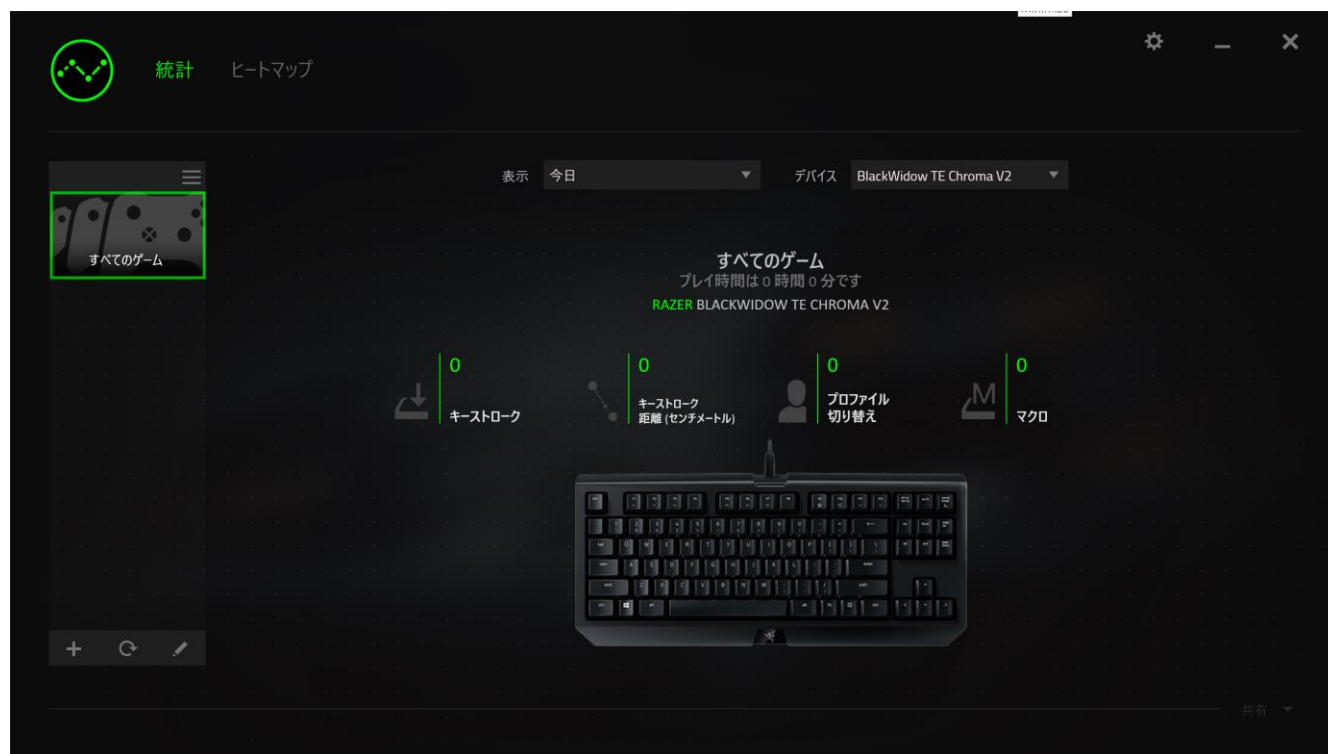 統計 ヒートマップ
表示 今日 デバイス BlackWidow TE Chroma V2
すべてのゲーム
すべてのゲーム
プレイ時間は 0 時間 0 分です
RAZER BLACKWIDOW TE CHROMA V2
0
キーストローク
0
キーストローク
距離 (センチメートル)
0
プロファイル
切り替え
M
0
マクロ
共有